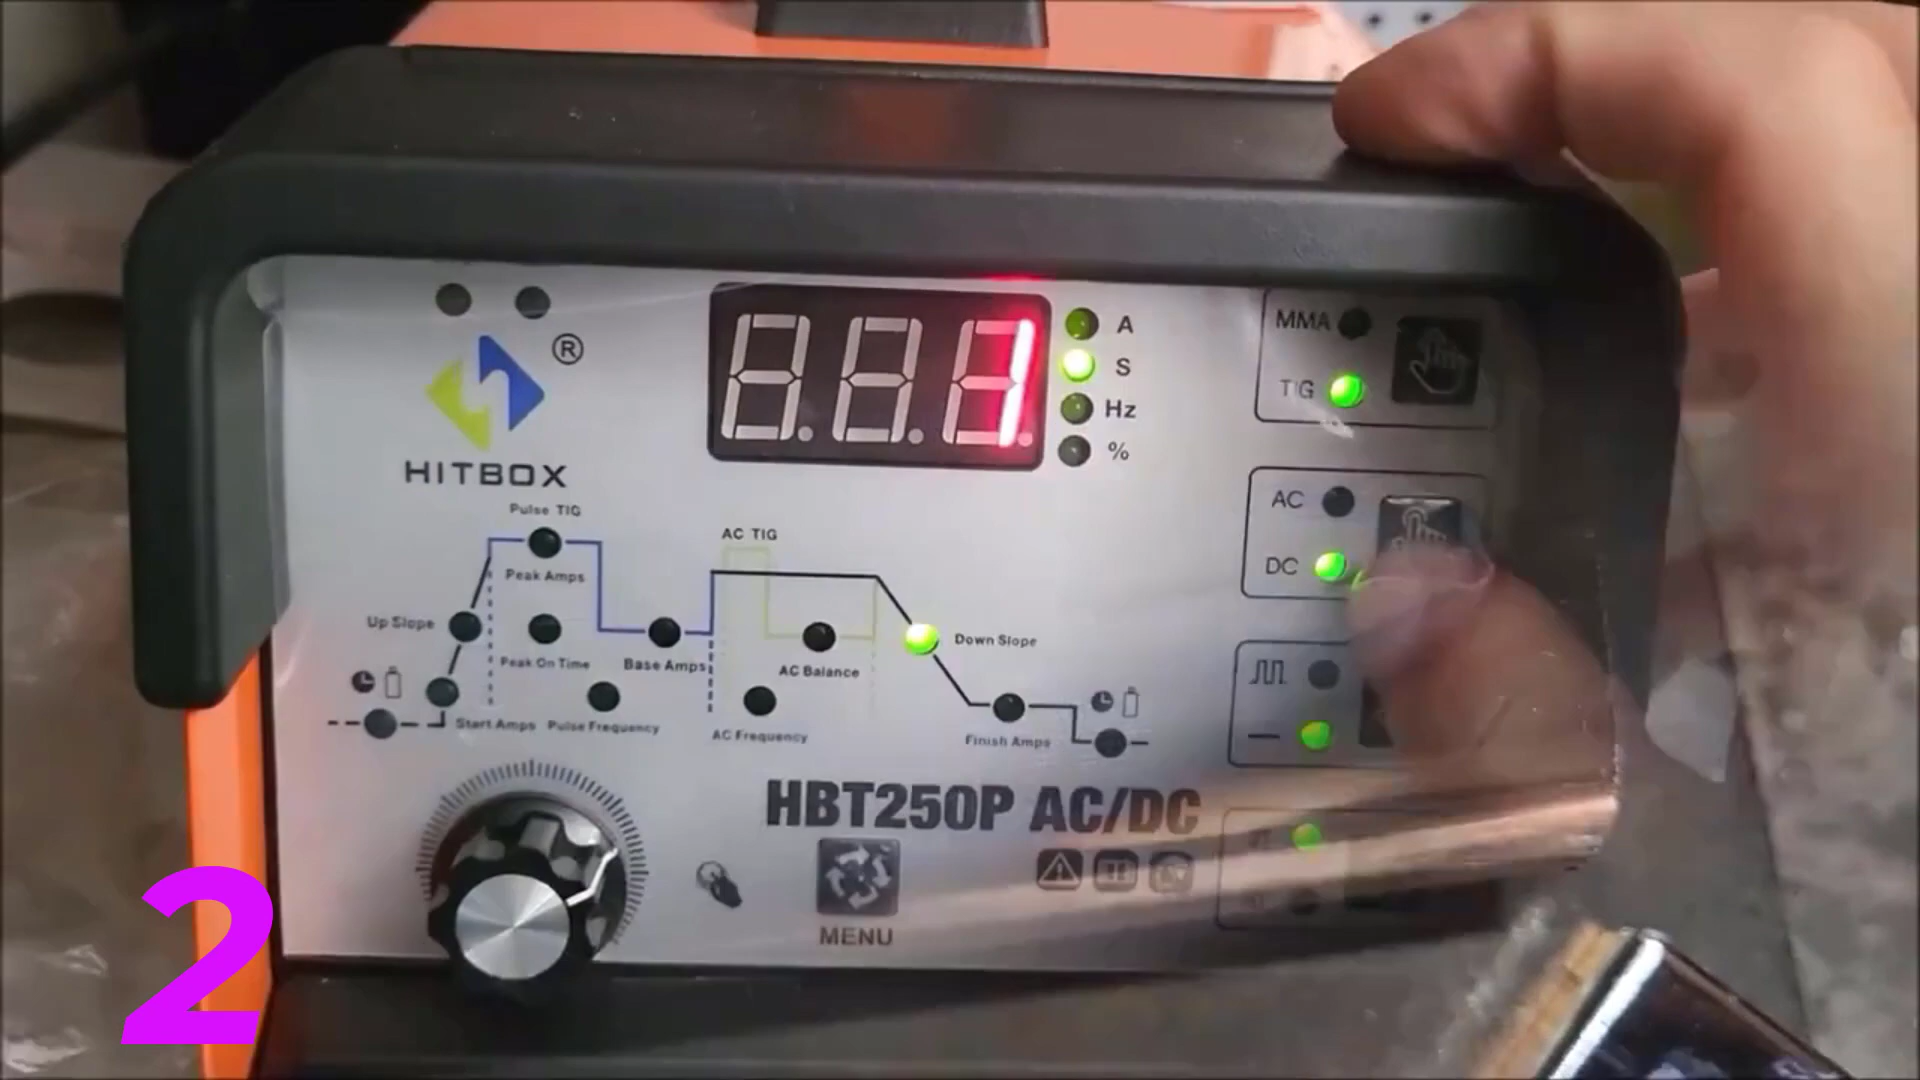 1
A
S
Hz
%
MMA
TIG
®
HITBOX
AC
DC
Pulse TIG
AC TIG
Peak Amps
Up Slope
Peak On Time
Base Amps
AC Balance
Down Slope
Start Amps
Pulse Frequency
AC Frequency
Finish Amps
HBT250P AC/DC
MENU
2